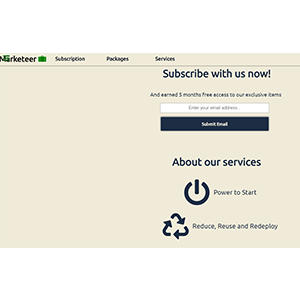 Marketeer
Subscription
Packages
Services
Subscribe with us now!
And earned 5 months free access to our exclusive items
Enter your email address..
Submit Email
About our services
Power to Start
Reduce, Reuse and Redeploy